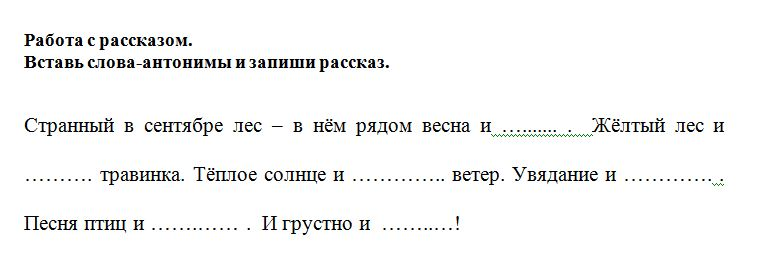 Работа с рассказом.
Вставь слова-антонимы и запиши рассказ.
Странный в сентябре лес – в нём рядом весна и …....... . Жёлтый лес и
………. травинка. Тёплое солнце и ………….. ветер. Увядание и …………. .
Песня птиц и …….…… . И грустно и ……..…!